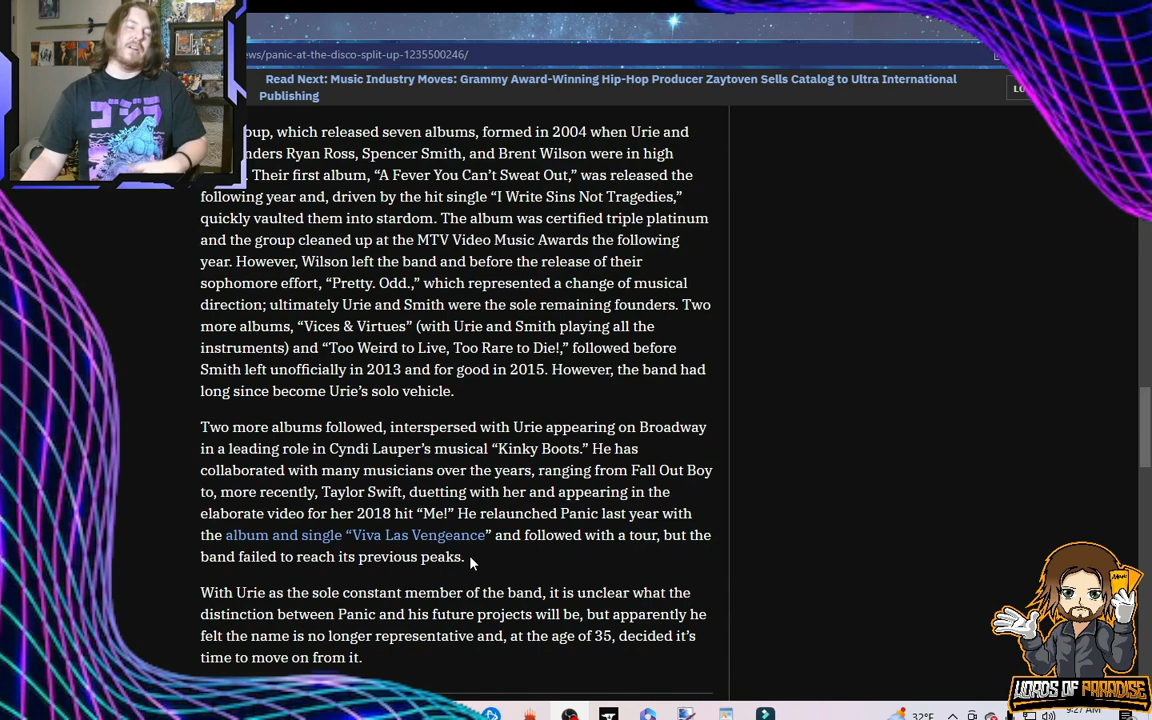 ews/panic-at-the-disco-split-up-1235500246/
Read Next: Music Industry Moves: Grammy Award-Winning Hip-Hop Producer Zaytoven Sells Catalog to Ultra International
Publishing
ゴジラ
oup, which released seven albums, formed in 2004 when Urie and
nders Ryan Ross, Spencer Smith, and Brent Wilson were in high
Their first album, “A Fever You Can’t Sweat Out,” was released the
following year and, driven by the hit single “I Write Sins Not Tragedies,”
quickly vaulted them into stardom. The album was certified triple platinum
and the group cleaned up at the MTV Video Music Awards the following
year. However, Wilson left the band and before the release of their
sophomore effort, “Pretty. Odd.,” which represented a change of musical
direction; ultimately Urie and Smith were the sole remaining founders. Two
more albums, “Vices & Virtues” (with Urie and Smith playing all the
instruments) and “Too Weird to Live, Too Rare to Die!,” followed before
Smith left unofficially in 2013 and for good in 2015. However, the band had
long since become Urie’s solo vehicle.
Two more albums followed, interspersed with Urie appearing on Broadway
in a leading role in Cyndi Lauper’s musical “Kinky Boots.” He has
collaborated with many musicians over the years, ranging from Fall Out Boy
to, more recently, Taylor Swift, duetting with her and appearing in the
elaborate video for her 2018 hit “Me!” He relaunched Panic last year with
the album and single “Viva Las Vengeance” and followed with a tour, but the
band failed to reach its previous peaks.
With Urie as the sole constant member of the band, it is unclear what the
distinction between Panic and his future projects will be, but apparently he
felt the name is no longer representative and, at the age of 35, decided it’s
time to move on from it.
WORDS OF PARADISE
32°F
9:27 AM